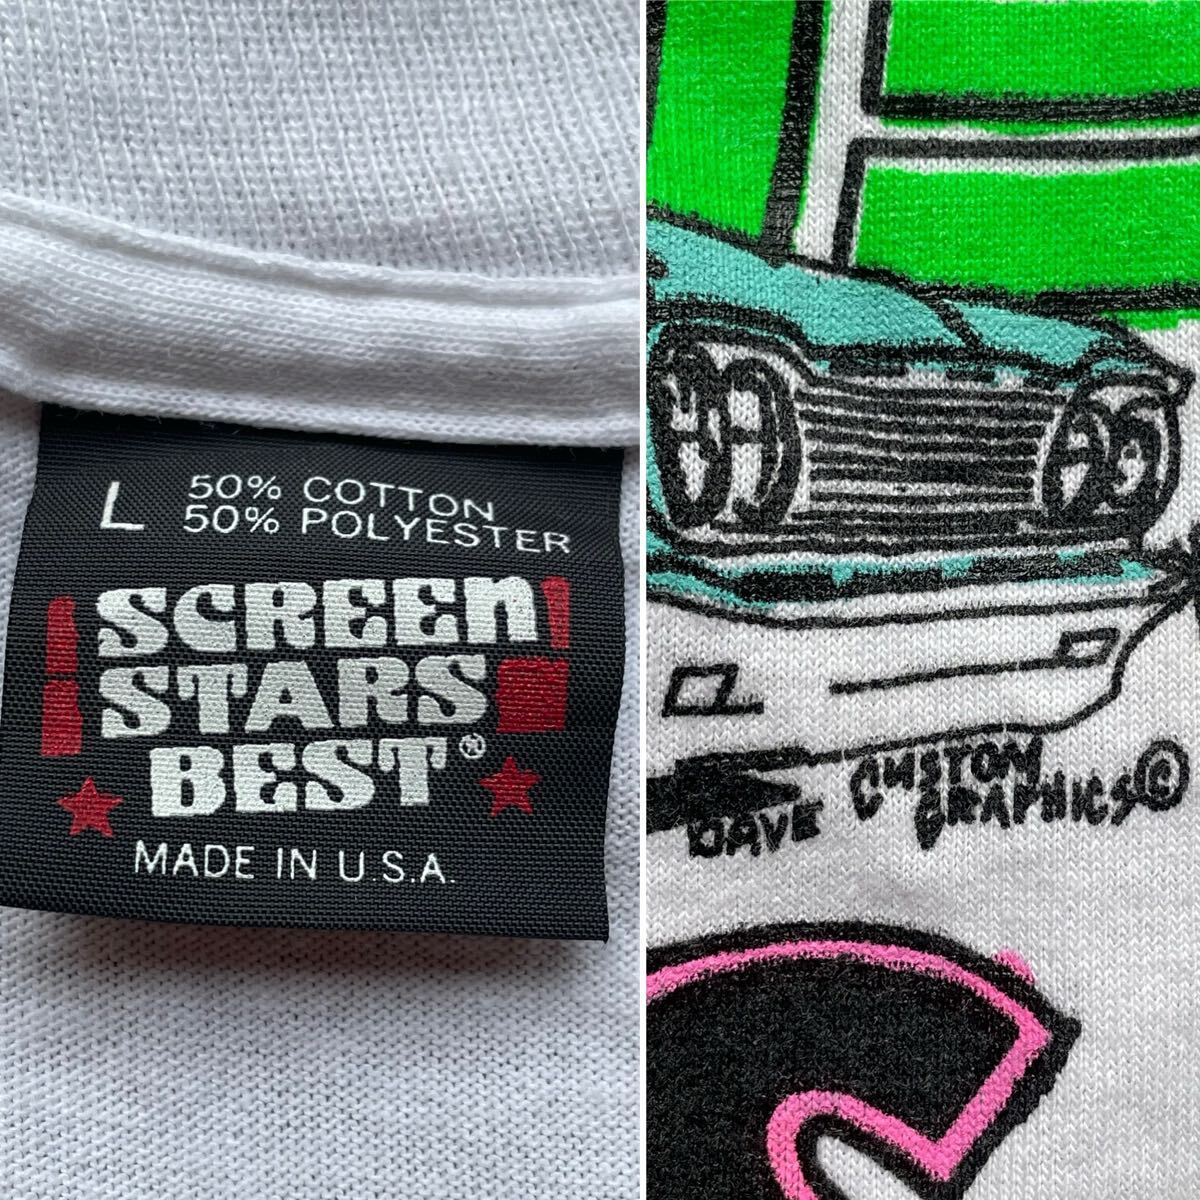 L 50% COTTON
50% POLYESTER
SCREEN
STARS
BEST®
MADE IN U.S.A.
DAVE CUSTOM
GRAPHICS©